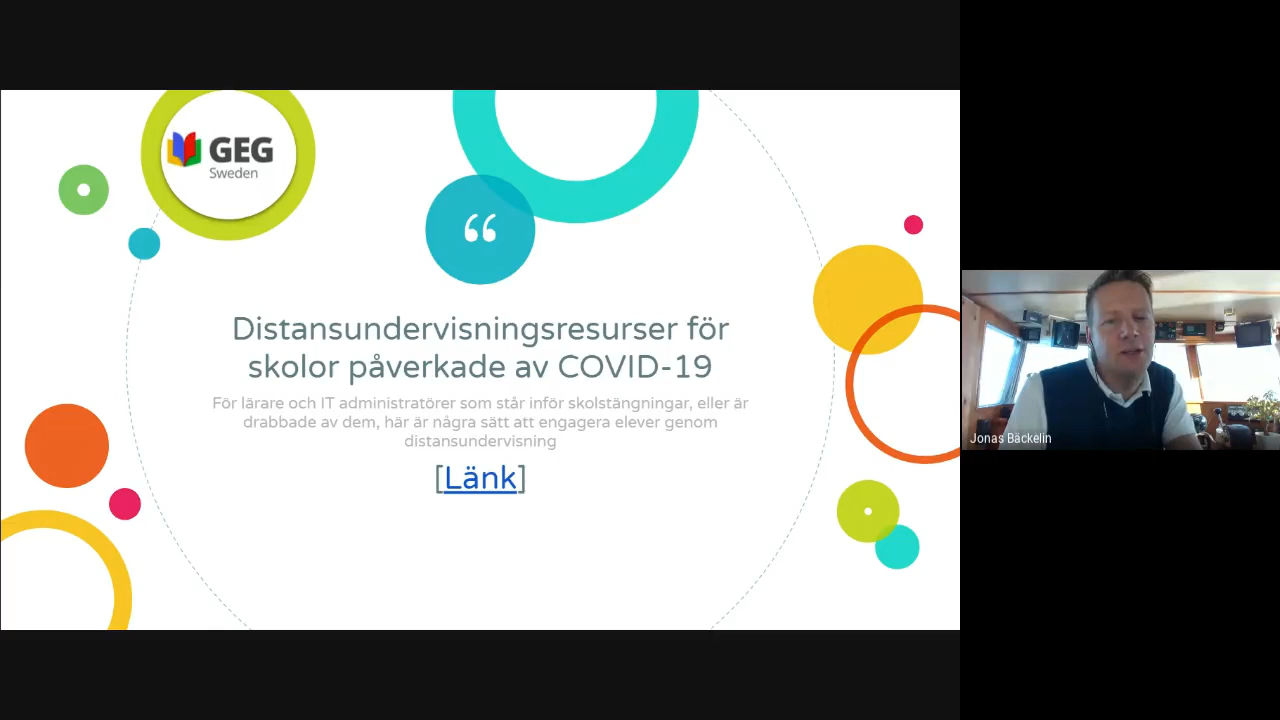 GEG
Sweden
“
Distansundervisningsresurser för
skolor påverkade av COVID-19
För lärare och IT administratörer som står inför skolstängningar, eller är
drabbade av dem, här är några sätt att engagera elever genom
distansundervisning
[Länk]
Jonas Bäckelin